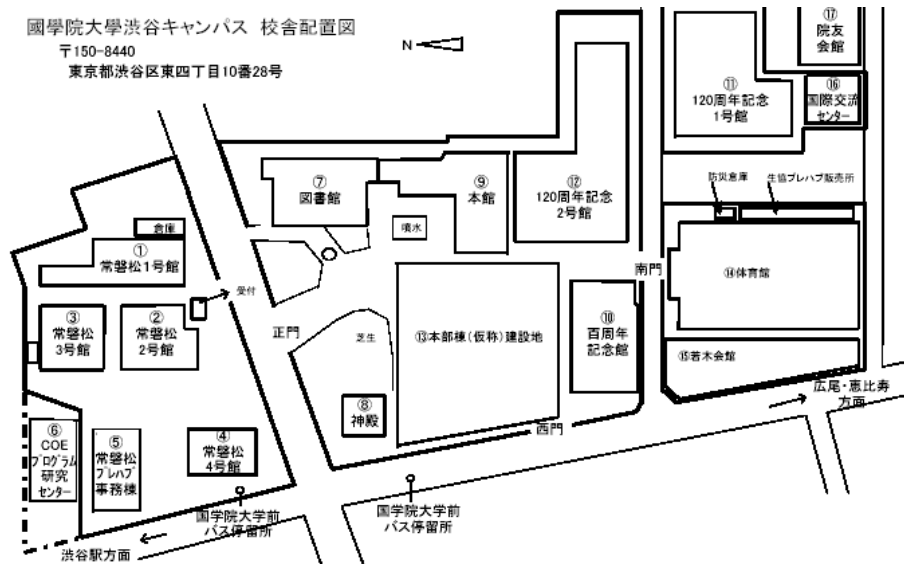 國學院大學渋谷キャンパス 校舎配置図
〒150-8440
東京都渋谷区東四丁目10番28号
N
⑰
院友
会館
⑪
120周年記念
1号館
⑯
国際交流
センター
⑦
図書館
⑨
本館
⑫
120周年記念
2号館
防災倉庫
生協プレハブ販売所
倉庫
噴水
①
常磐松1号館
南門
⑭体育館
受付
③
常磐松
3号館
②
常磐松
2号館
正門
芝生
⑬本部棟(仮称)建設地
⑩
百周年
記念館
⑮若木会館
広尾・恵比寿
方面
⑧
神殿
西門
⑥
COE
プログラム
研究
センター
⑤
常磐松
プレハブ
事務棟
④
常磐松
4号館
国学院大学前
バス停留所
国学院大学前
バス停留所
渋谷駅方面